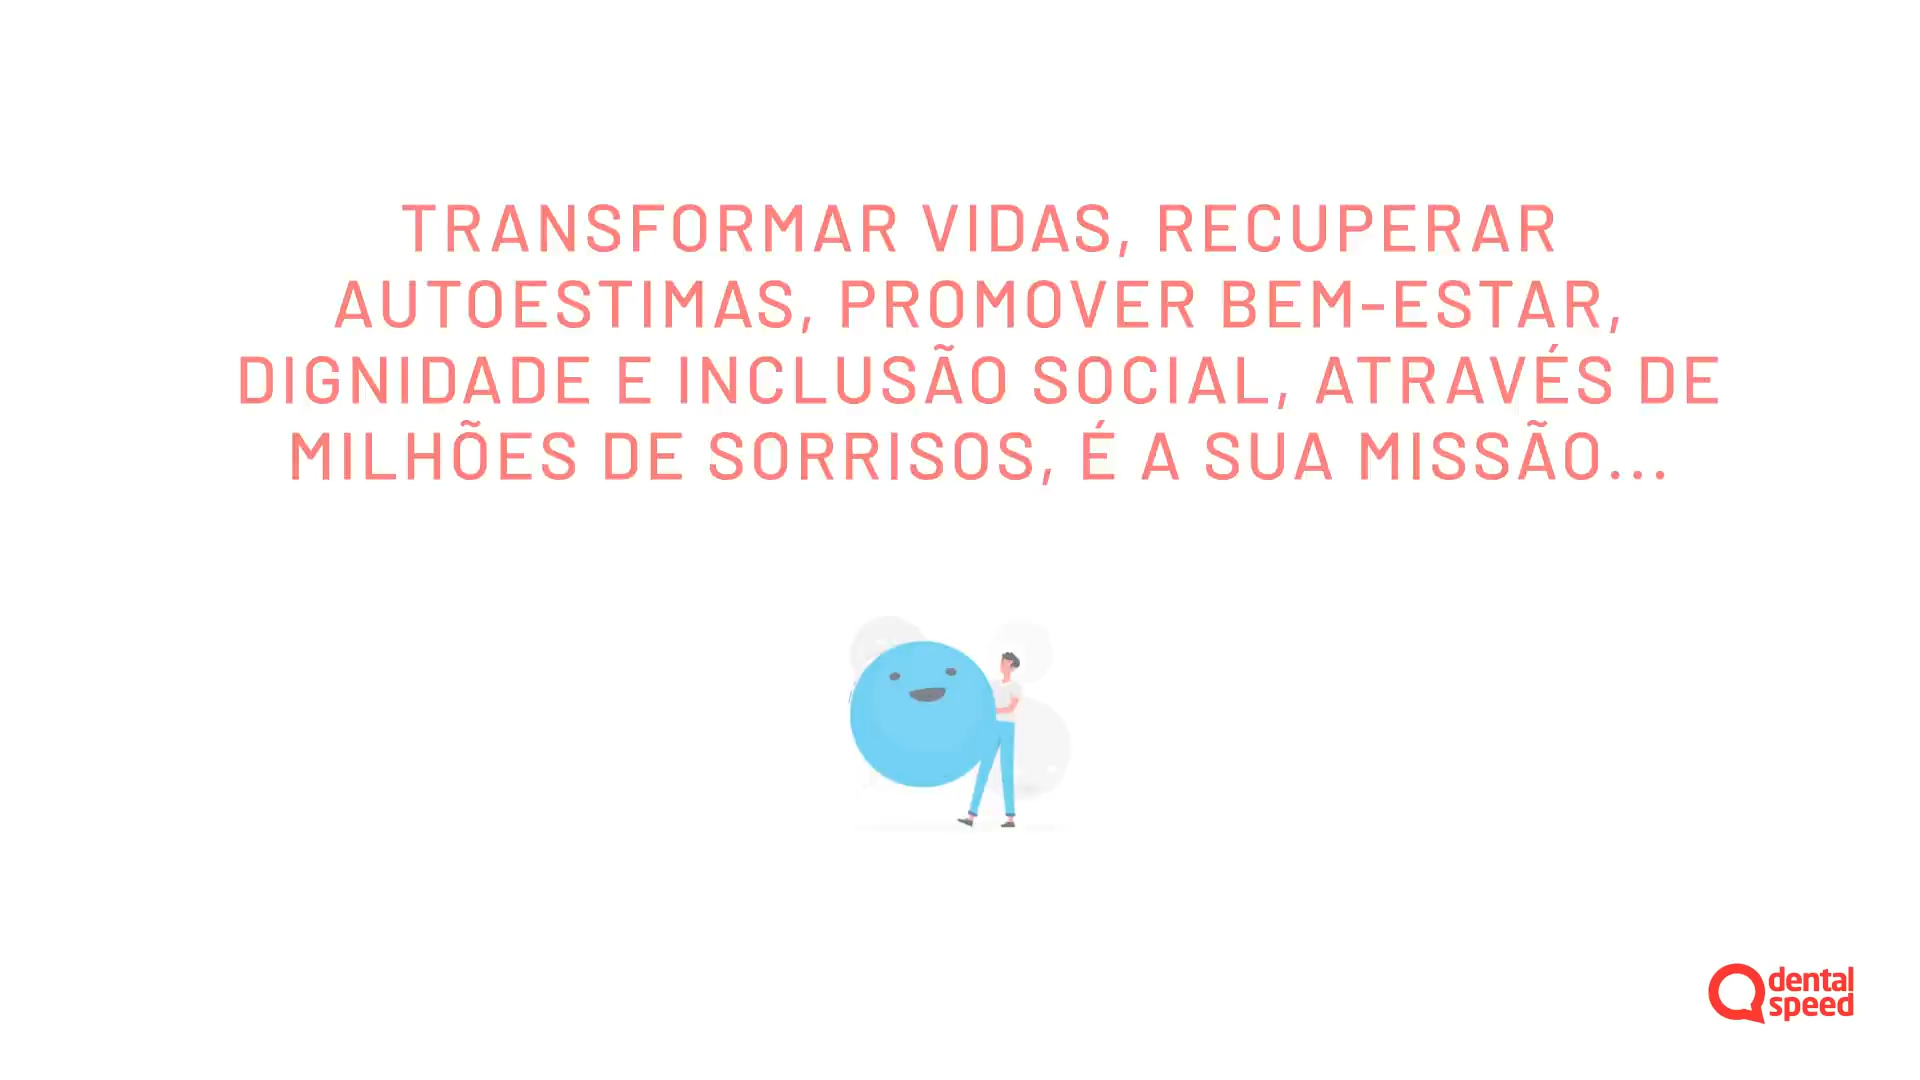 TRANSFORMAR VIDAS, RECUPERAR
AUTOESTIMAS, PROMOVER BEM-ESTAR,
DIGNIDADE E INCLUSÃO SOCIAL, ATRAVÉS DE
MILHÕES DE SORRISOS, É A SUA MISSÃO...
dental
speed